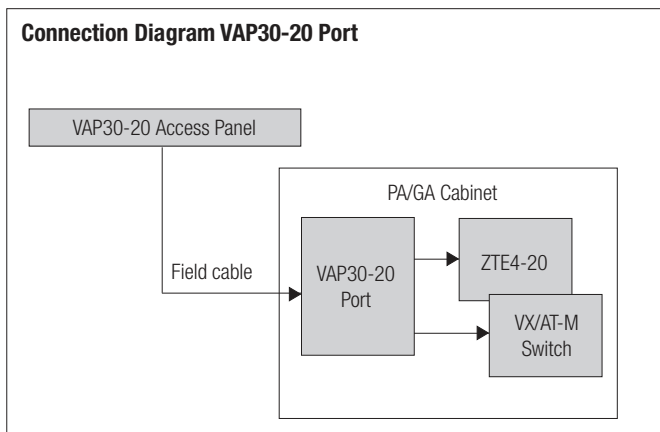 Connection Diagram VAP30-20 Port
VAP30-20 Access Panel
PA/GA Cabinet
Field cable
VAP30-20
Port
ZTE4-20
VX/AT-M
Switch